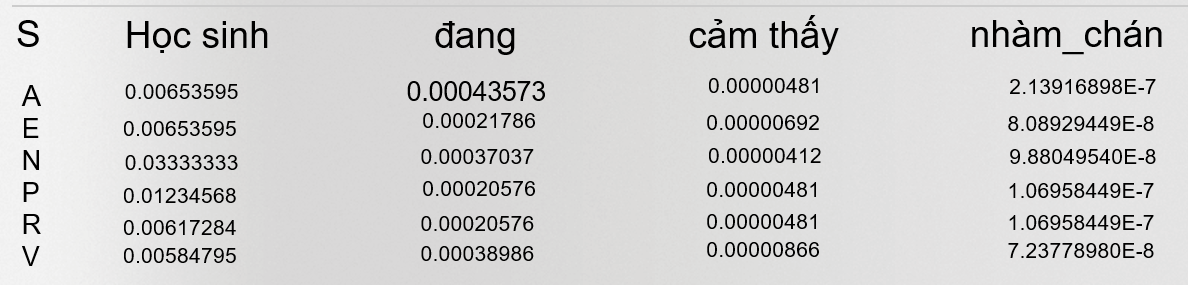 S Học sinh đang cảm thấy nhàm_chán
A 0.00653595 0.00043573 0.00000481 2.13916898E-7
E 0.00653595 0.00021786 0.00000692 8.08929449E-8
N 0.03333333 0.00037037 0.00000412 9.88049540E-8
P 0.01234568 0.00020576 0.00000481 1.06958449E-7
R 0.00617284 0.00020576 0.00000481 1.06958449E-7
V 0.00584795 0.00038986 0.00000866 7.23778980E-8